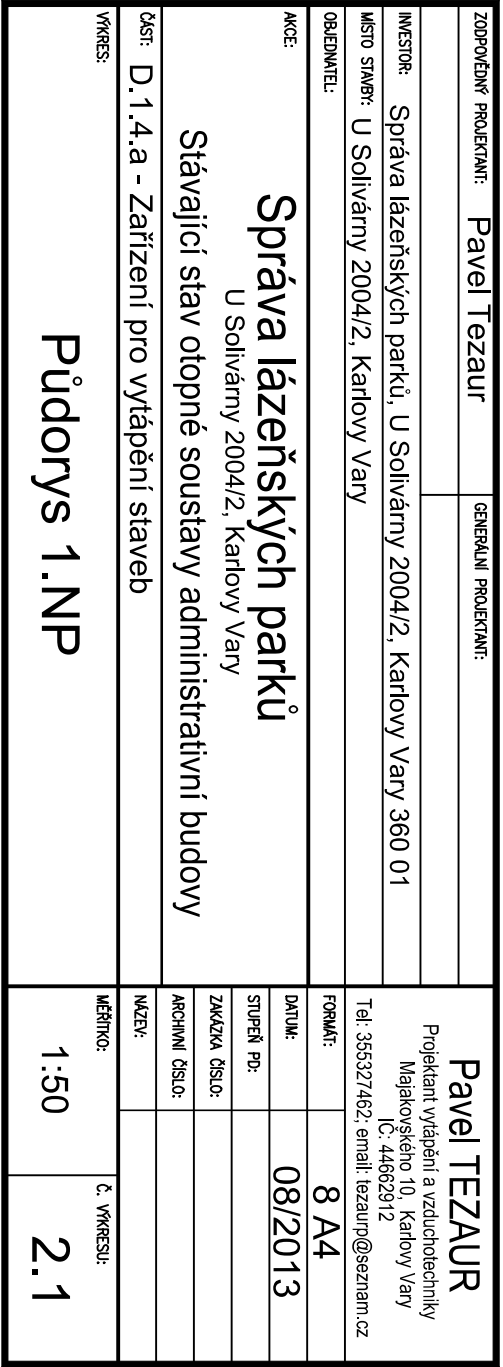 ZODPOVĚDNÝ PROJEKTANT: Pavel Tezaur
GENERÁLNÍ PROJEKTANT:
INVESTOR: Správa lázeňských parků, U Solivárny 2004/2, Karlovy Vary 360 01
MÍSTO STAVBY: U Solivárny 2004/2, Karlovy Vary
OBJEDNATEL:
Pavel TEZAUR
Projektant vytápění a vzduchotechniky
Majakovského 10, Karlovy Vary
IČ: 44662912
Tel: 355327462; email: tezaurp@seznam.cz
AKCE:
Správa lázeňských parků
U Solivárny 2004/2, Karlovy Vary
Stávající stav otopné soustavy administrativní budovy
FORMÁT: 8 A4
DATUM: 08/2013
STUPEŇ PD:
ZAKÁZKA ČÍSLO:
ARCHIVNÍ ČÍSLO:
ČÁST: D.1.4.a - Zařízení pro vytápění staveb
NÁZEV:
VÝKRES:
Půdorys 1.NP
MĚŘÍTKO:
1:50
Č. VÝKRESU:
2.1